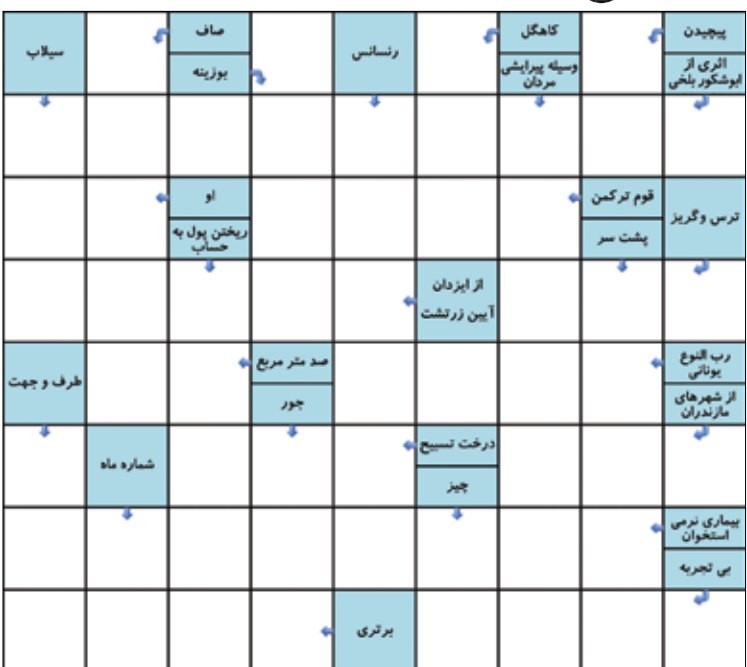 پیچیدن
اثری از
ابوشکور بلخی
کاهگل
وسیله پیرایشی
مردان
رنسانس
صاف
بوزینه
سیلاب
ترس وگریز
قوم ترکمن
پشت سر
او
ریختن پول به
حساب
از ایزدان
آیین زرتشت
رب النوع
یونانی
از شهرهای
مازندران
صد متر مربع
جور
طرف و جهت
درخت تسبیح
چیز
شماره ماه
بیماری نرمی
استخوان
بی تجربه
برتری